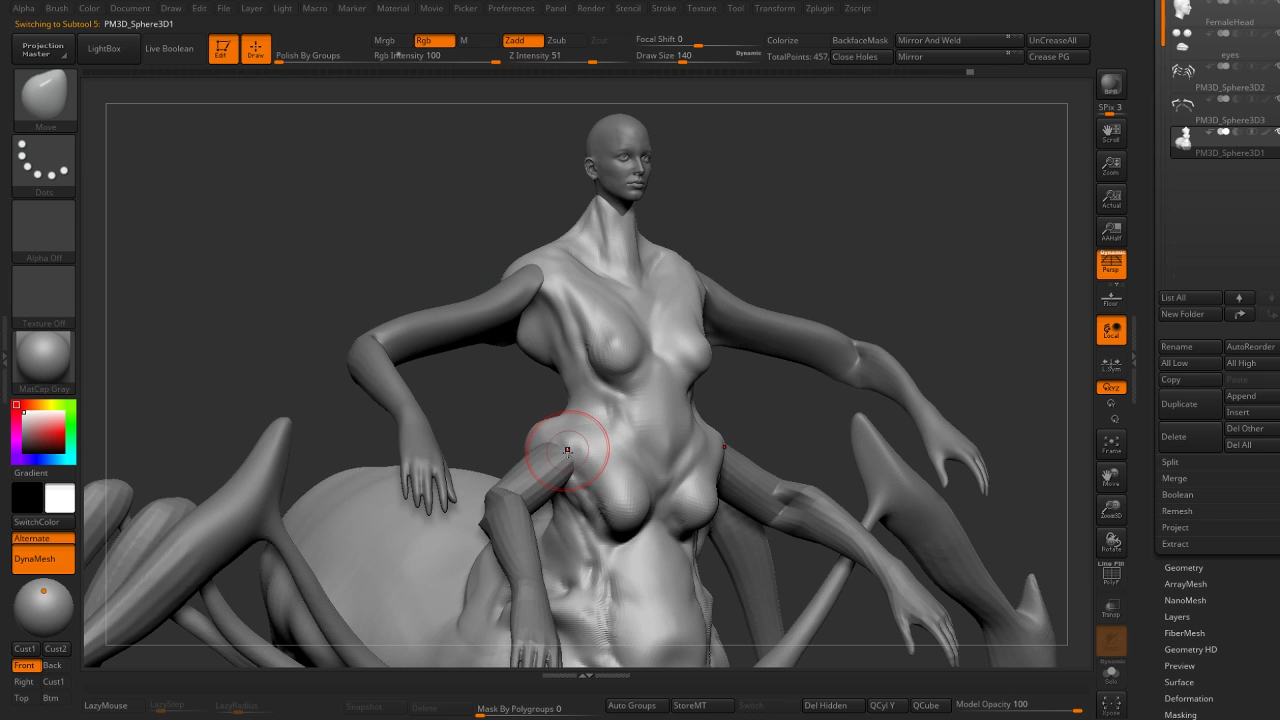 Alpha Brush Color Document Draw Edit File Layer Light Macro Marker Material Movie Picker Preferences Panel Render Stencil Stroke Texture Tool Transform Zplugin Zscript
Switching to Subtool 5: PM3D_Sphere3D1
Projection Master
LightBox
Live Boolean
Edit
Draw
Polish By Groups
Mrgb
Rgb
M
Rgb Intensity 100
Zadd
Zsub
Zcut
Z Intensity 51
Focal Shift 0
Draw Size 140
Dynamic
Colorize
TotalPoints: 457,
BackfaceMask
Close Holes
Mirror And Weld
Mirror
UnCreaseAll
Crease PG
Move
Dots
Alpha Off
Texture Off
MatCap Gray
Gradient
SwitchColor
Alternate
DynaMesh
Cust1 Cust2
Front Back
Right Cust1
Top Btm
BPR
SPix 3
Scroll
Zoom
Actual
AAHalf
Dynamic
Persp
Floor
Local
L.Sym
XYZ
Frame
Move
Zoom3D
Rotate
Line Fill
PolyF
Transp
Dynamic
Solo
Xpose
FemaleHead
eyes
PM3D_Sphere3D2
PM3D_Sphere3D3
PM3D_Sphere3D1
List All
New Folder
Rename AutoReorder
All Low All High
Copy Paste
Duplicate
Append
Insert
Delete
Del Other
Del All
Split
Merge
Boolean
Remesh
Project
Extract
Geometry
ArrayMesh
NanoMesh
Layers
FiberMesh
Geometry HD
Preview
Surface
Deformation
Masking
LazyMouse
LazyStep
LazyRadius
Snapshot
Delete
Mask By Polygroups 0
Auto Groups
StoreMT
Switch
Del Hidden
QCyl Y
QCube
Model Opacity 100